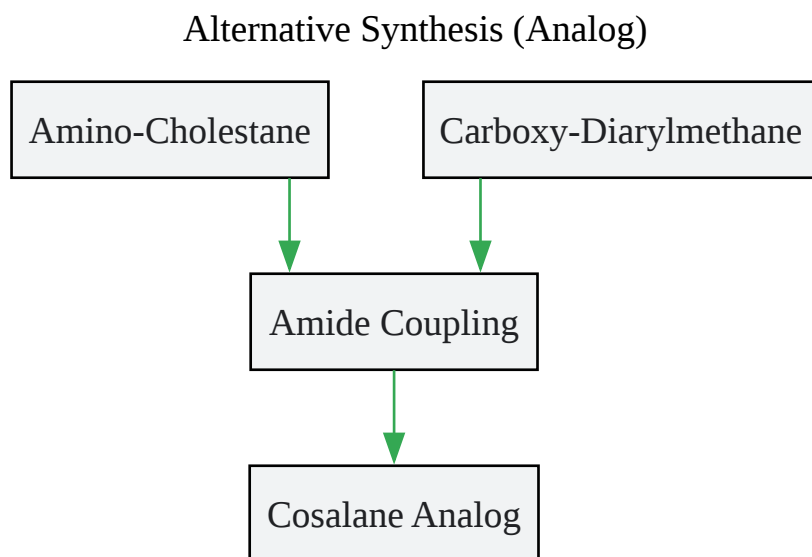 Alternative Synthesis (Analog)
Amino-Cholestane
Carboxy-Diarylmethane
Amide Coupling
Cosalane Analog